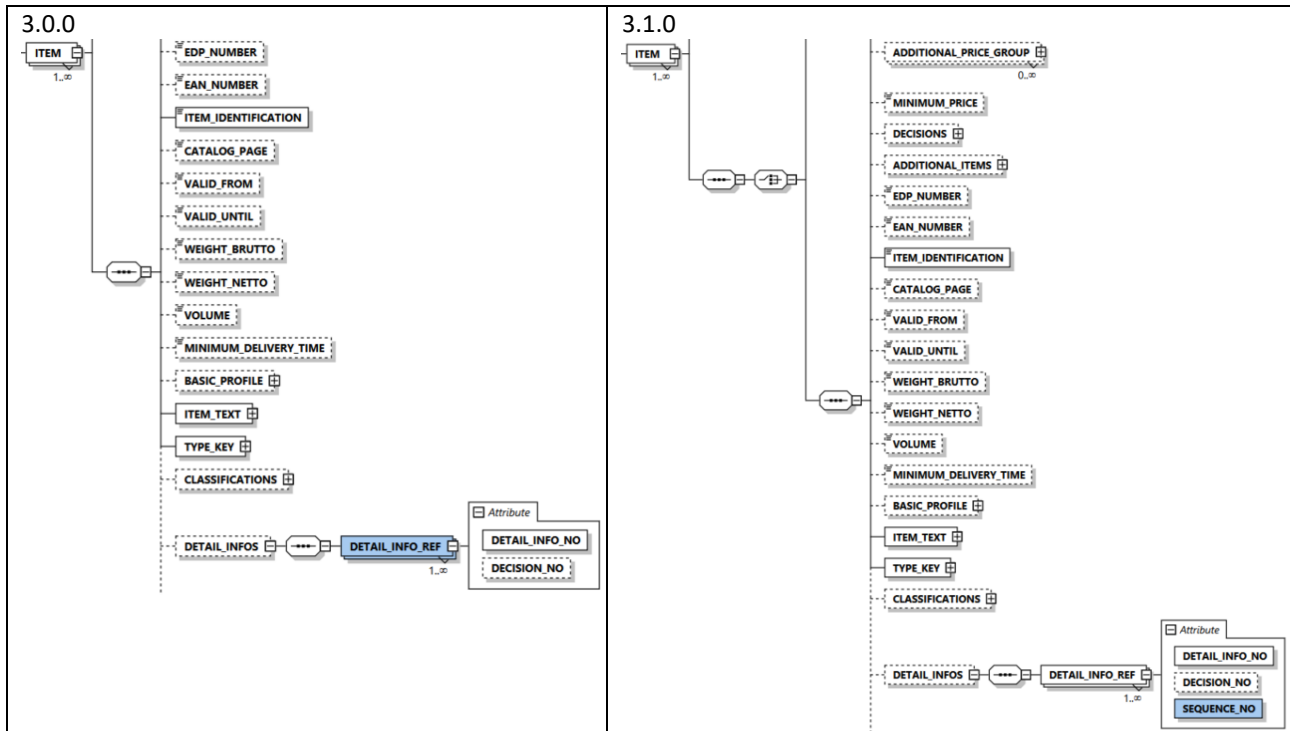 3.0.0
ITEM
1..∞
EDP_NUMBER
EAN_NUMBER
ITEM_IDENTIFICATION
CATALOG_PAGE
VALID_FROM
VALID_UNTIL
WEIGHT_BRUTTO
WEIGHT_NETTO
VOLUME
MINIMUM_DELIVERY_TIME
BASIC_PROFILE
ITEM_TEXT
TYPE_KEY
CLASSIFICATIONS
DETAIL_INFOS
DETAIL_INFO_REF
1..∞
Attribute
DETAIL_INFO_NO
DECISION_NO
3.1.0
ITEM
1..∞
ADDITIONAL_PRICE_GROUP
0..∞
MINIMUM_PRICE
DECISIONS
ADDITIONAL_ITEMS
EDP_NUMBER
EAN_NUMBER
ITEM_IDENTIFICATION
CATALOG_PAGE
VALID_FROM
VALID_UNTIL
WEIGHT_BRUTTO
WEIGHT_NETTO
VOLUME
MINIMUM_DELIVERY_TIME
BASIC_PROFILE
ITEM_TEXT
TYPE_KEY
CLASSIFICATIONS
DETAIL_INFOS
DETAIL_INFO_REF
1..∞
Attribute
DETAIL_INFO_NO
DECISION_NO
SEQUENCE_NO